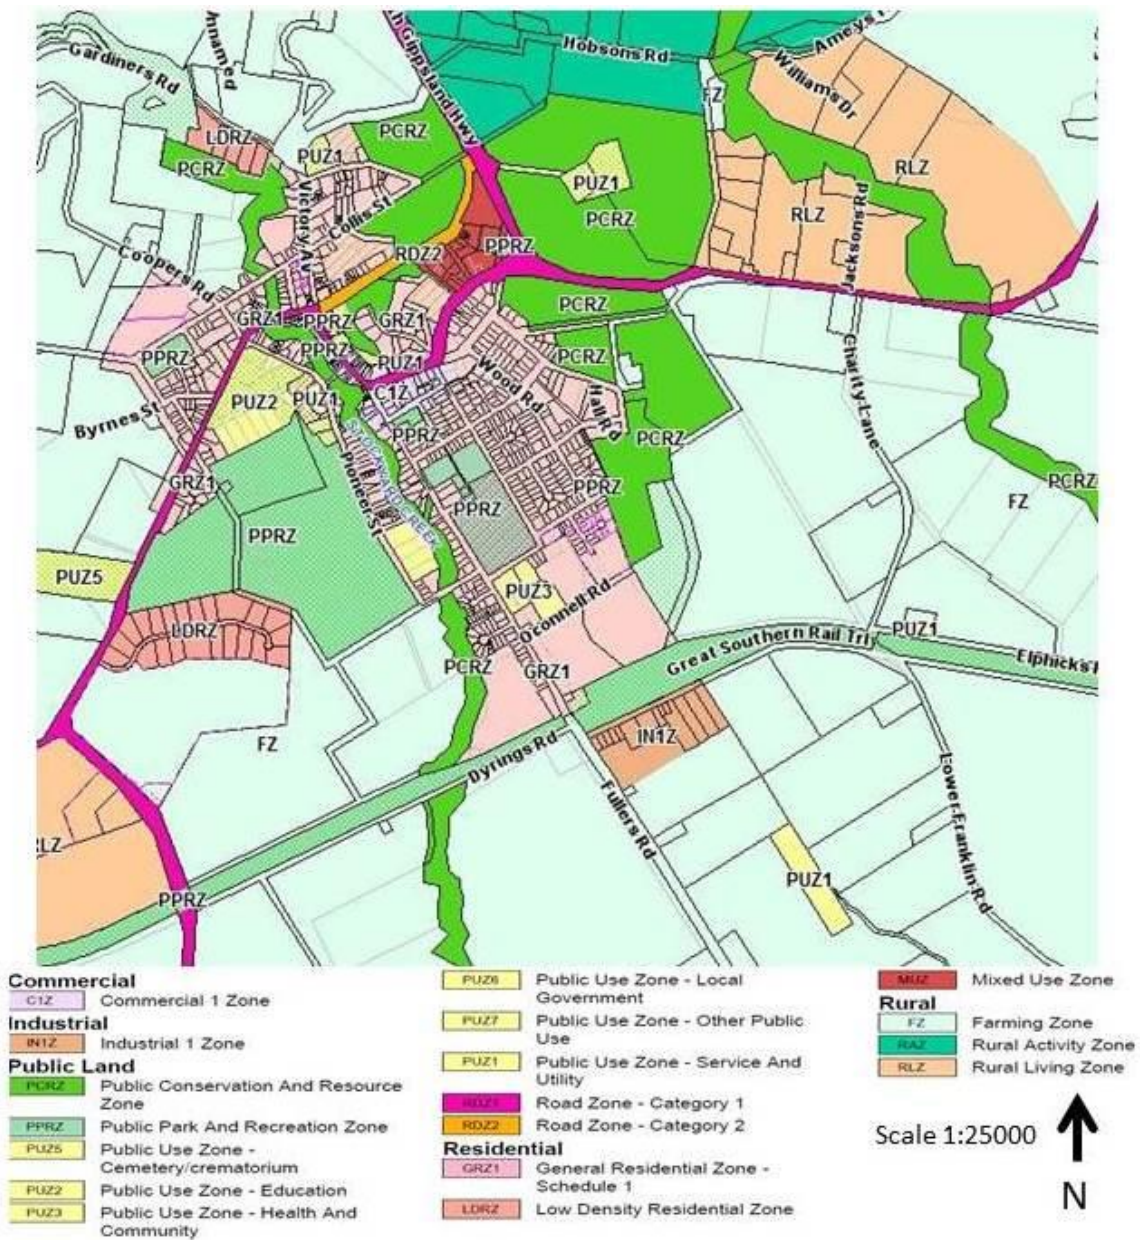 Gardiners Rd
Unnamed
h Gippsland Hwy
Hobsons Rd
Ameys
Williams Dr
FZ
LDRZ
PCRZ
PUZ1
PCRZ
PUZ1
RLZ
PCRZ
RLZ
Jacksons Rd
Victory Av
Collis St
PPRZ
RDZ2
Coopers Rd
GRZ1
PPRZ
GRZ1
PCRZ
PPRZ
PPRZ
PUZ1
PCRZ
Wood Rd
Charity Lane
PUZ2
PUZ1
C1Z
Hall Rd
Byrnes St
PPRZ
PCRZ
STOCKYARD CREEK
Pioneer St
GRZ1
PPRZ
PPRZ
FZ
PCRZ
PPRZ
PUZ5
PUZ3
Oconnell Rd
LDRZ
PUZ1
Great Southern Rail Trl
Elphicks
PCRZ
GRZ1
FZ
IN1Z
Dyrings Rd
Fullers Rd
Lower Franklin Rd
RLZ
PUZ1
PPRZ
Commercial
C1Z Commercial 1 Zone
Industrial
IN1Z Industrial 1 Zone
Public Land
PCRZ Public Conservation And Resource
Zone
PPRZ Public Park And Recreation Zone
PUZ5 Public Use Zone -
Cemetery/crematorium
PUZ2 Public Use Zone - Education
PUZ3 Public Use Zone - Health And
Community
PUZ6 Public Use Zone - Local
Government
PUZ7 Public Use Zone - Other Public
Use
PUZ1 Public Use Zone - Service And
Utility
RDZ1 Road Zone - Category 1
RDZ2 Road Zone - Category 2
Residential
GRZ1 General Residential Zone -
Schedule 1
LDRZ Low Density Residential Zone
MUZ Mixed Use Zone
Rural
FZ Farming Zone
RAZ Rural Activity Zone
RLZ Rural Living Zone
Scale 1:25000
N